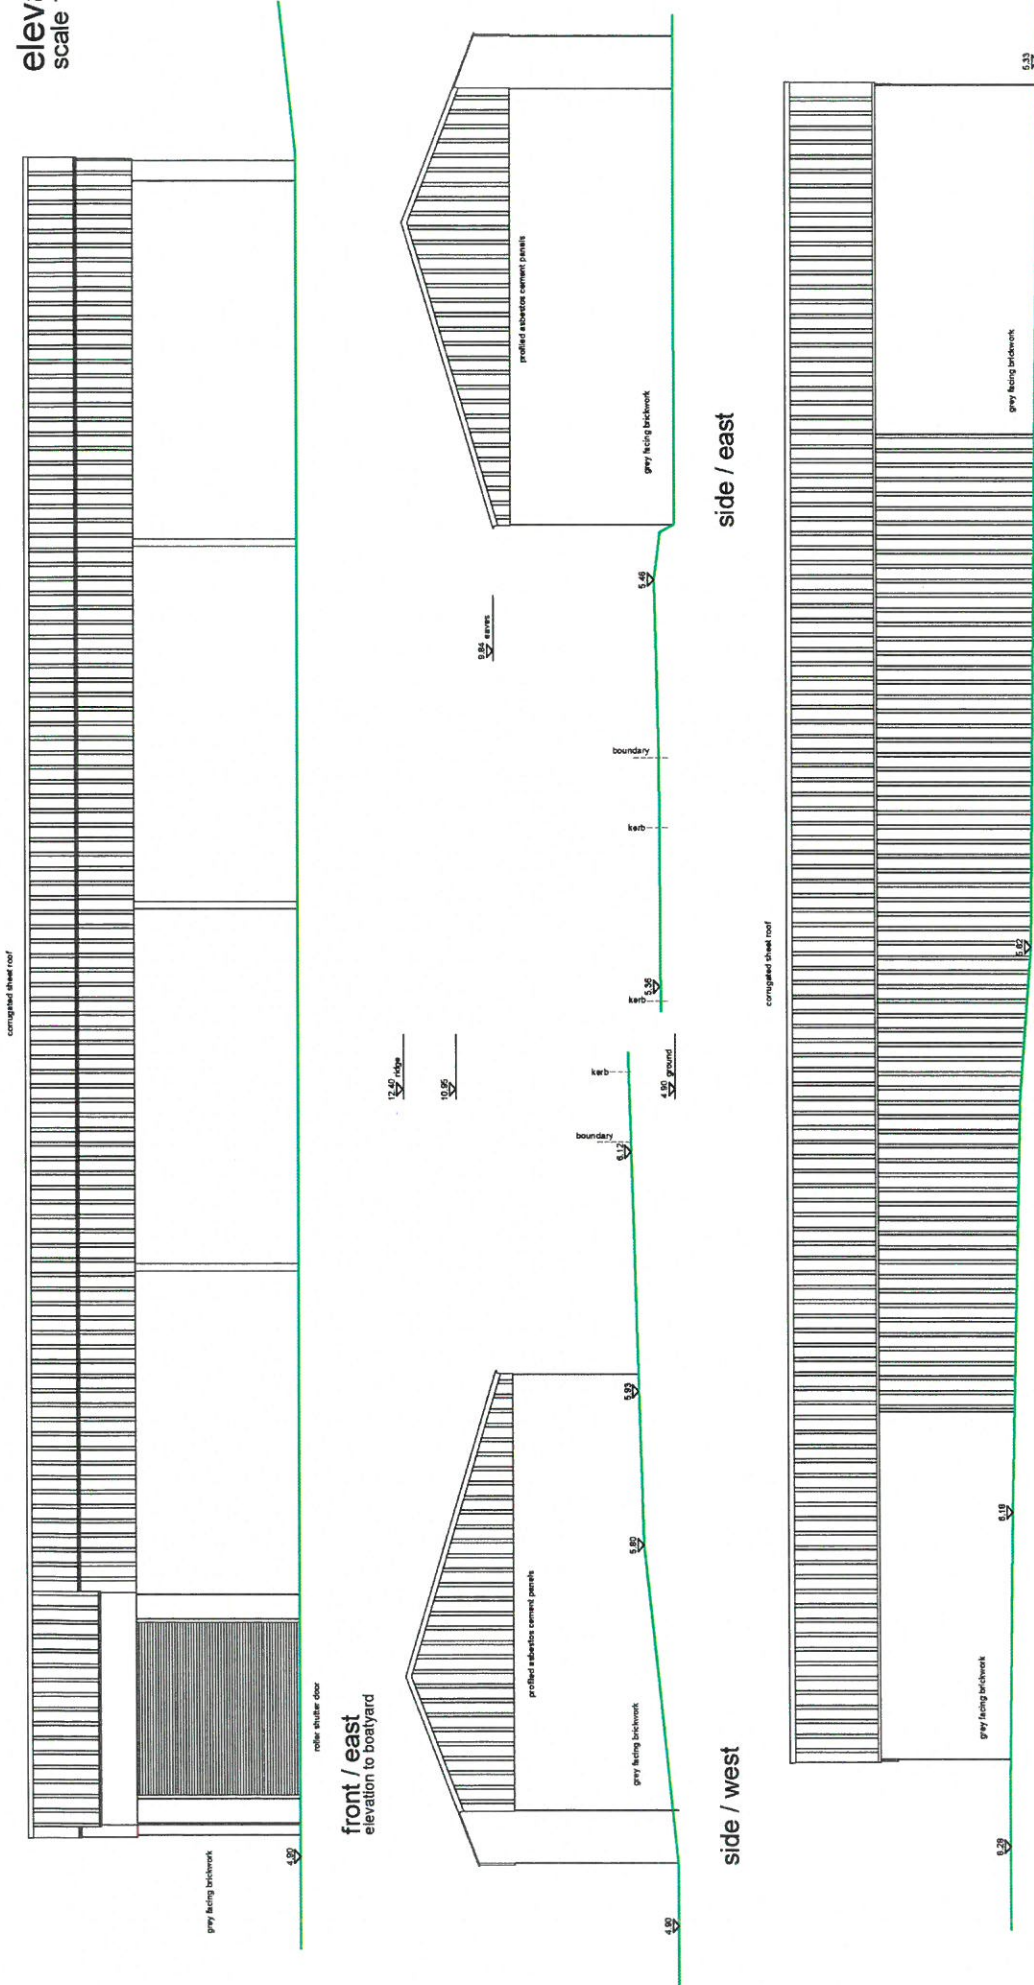 eleva
scale
corrugated sheet roof
grey facing brickwork
4.90
roller shutter door
front / east
elevation to boatyard
12.40 ridge
10.95
9.84 eaves
4.90 ground
profiled asbestos cement panels
grey facing brickwork
4.90
5.80
5.93
6.12
boundary
kerb
side / west
kerb
5.36
kerb
boundary
5.46
profiled asbestos cement panels
grey facing brickwork
side / east
corrugated sheet roof
6.29
grey facing brickwork
6.18
5.62
grey facing brickwork
5.33